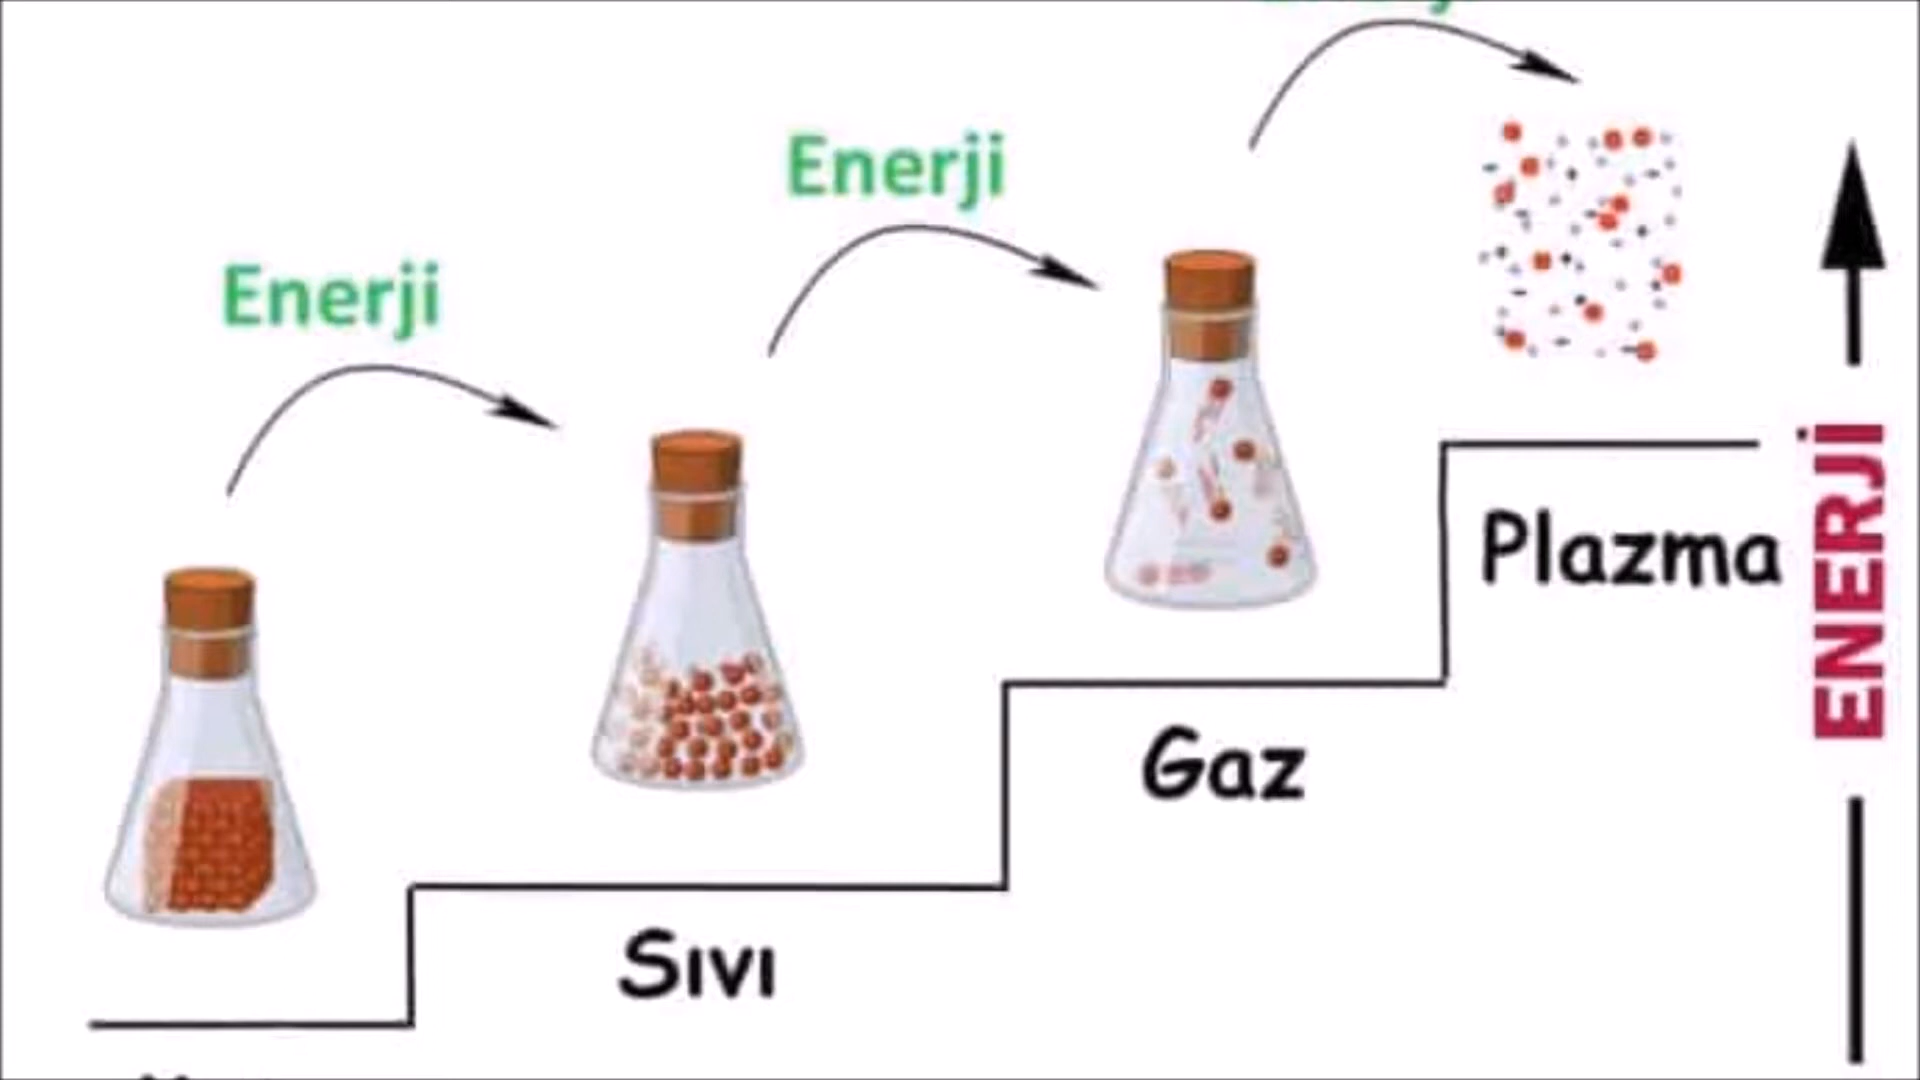 Enerji
Enerji
Plazma
ENERJİ
Gaz
Sıvı